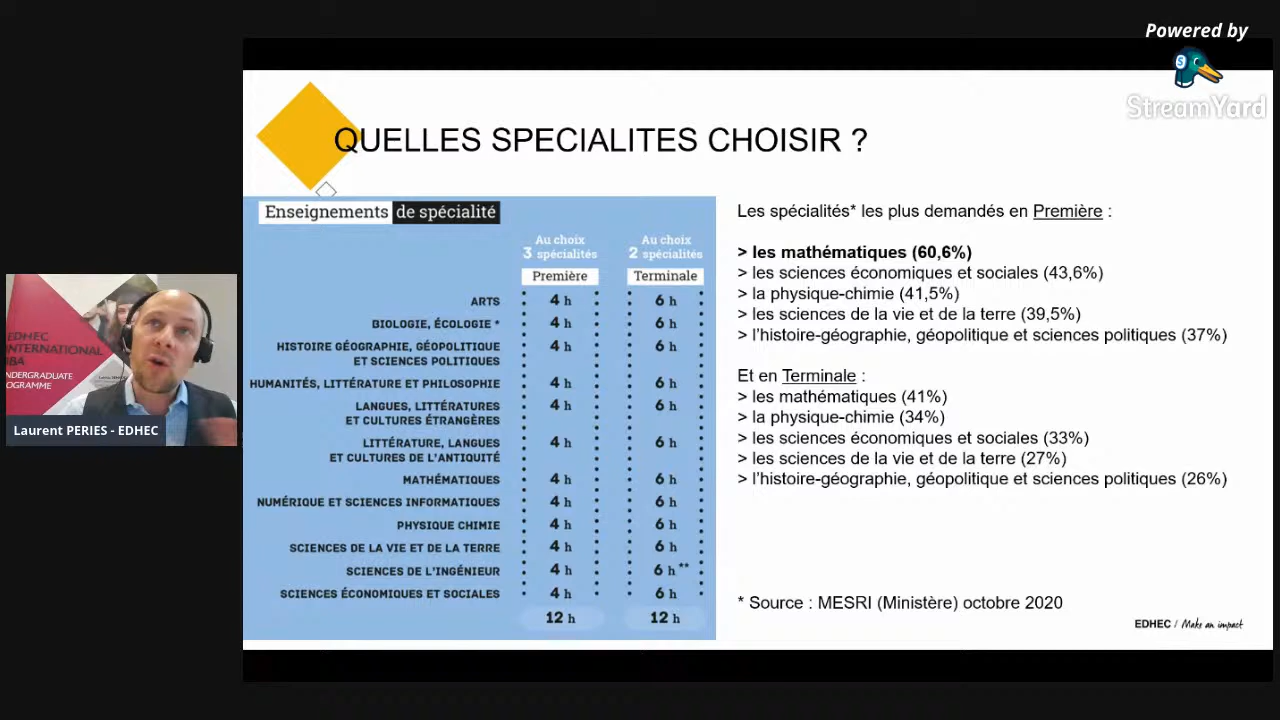 Powered by
StreamYard
QUELLES SPECIALITES CHOISIR ?
Enseignements de spécialité
Au choix
3 spécialités
Première
Au choix
2 spécialités
Terminale
ARTS 4 h 6 h
BIOLOGIE, ÉCOLOGIE * 4 h 6 h
HISTOIRE GÉOGRAPHIE, GÉOPOLITIQUE 4 h 6 h
ET SCIENCES POLITIQUES
HUMANITÉS, LITTÉRATURE ET PHILOSOPHIE 4 h 6 h
LANGUES, LITTÉRATURES 4 h 6 h
ET CULTURES ÉTRANGÈRES
LITTÉRATURE, LANGUES 4 h 6 h
ET CULTURES DE L'ANTIQUITÉ
MATHÉMATIQUES 4 h 6 h
NUMÉRIQUE ET SCIENCES INFORMATIQUES 4 h 6 h
PHYSIQUE CHIMIE 4 h 6 h
SCIENCES DE LA VIE ET DE LA TERRE 4 h 6 h
SCIENCES DE L'INGÉNIEUR 4 h 6 h **
SCIENCES ÉCONOMIQUES ET SOCIALES 4 h 6 h
12 h 12 h
Les spécialités* les plus demandés en Première :
> les mathématiques (60,6%)
> les sciences économiques et sociales (43,6%)
> la physique-chimie (41,5%)
> les sciences de la vie et de la terre (39,5%)
> l'histoire-géographie, géopolitique et sciences politiques (37%)
Et en Terminale :
> les mathématiques (41%)
> la physique-chimie (34%)
> les sciences économiques et sociales (33%)
> les sciences de la vie et de la terre (27%)
> l'histoire-géographie, géopolitique et sciences politiques (26%)
* Source : MESRI (Ministère) octobre 2020
EDHEC / Make an impact
EDHEC
INTERNATIONAL
BBA
UNDERGRADUATE
PROGRAMME
Laurent PERIES - EDHEC